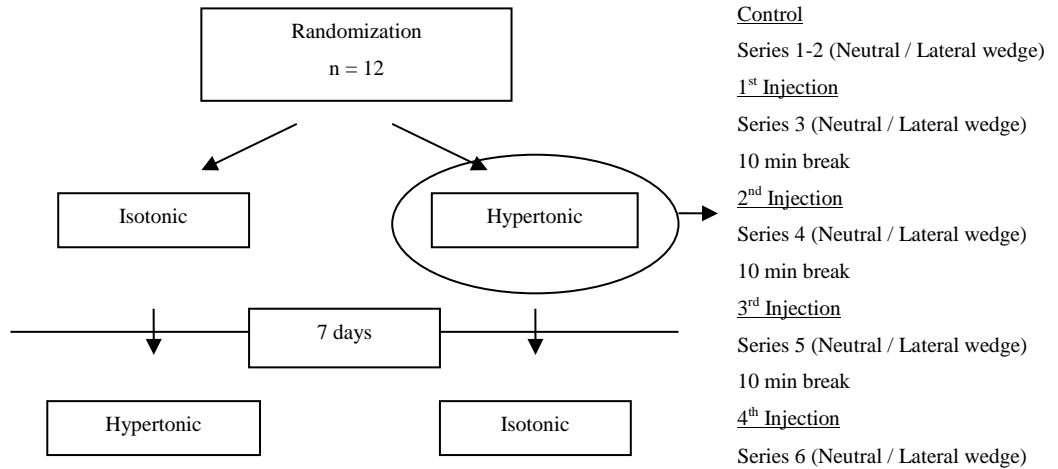 Randomization
n = 12
Isotonic
Hypertonic
7 days
Hypertonic
Isotonic
Control
Series 1-2 (Neutral / Lateral wedge)
1st Injection
Series 3 (Neutral / Lateral wedge)
10 min break
2nd Injection
Series 4 (Neutral / Lateral wedge)
10 min break
3rd Injection
Series 5 (Neutral / Lateral wedge)
10 min break
4th Injection
Series 6 (Neutral / Lateral wedge)